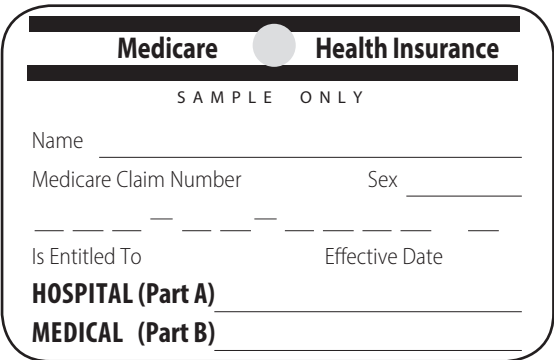 Medicare Health Insurance
SAMPLE ONLY
Name
Medicare Claim Number Sex
Is Entitled To Effective Date
HOSPITAL (Part A)
MEDICAL (Part B)